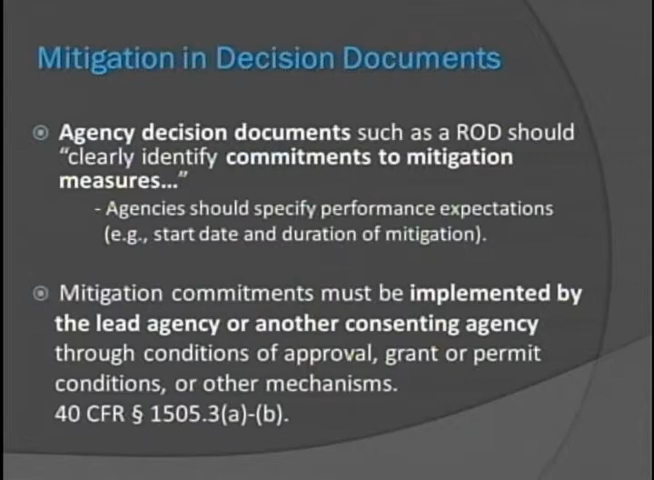 Mitigation in Decision Documents
Agency decision documents such as a ROD should
“clearly identify commitments to mitigation
measures...”
- Agencies should specify performance expectations
(e.g., start date and duration of mitigation).
Mitigation commitments must be implemented by
the lead agency or another consenting agency
through conditions of approval, grant or permit
conditions, or other mechanisms.
40 CFR § 1505.3(a)-(b).